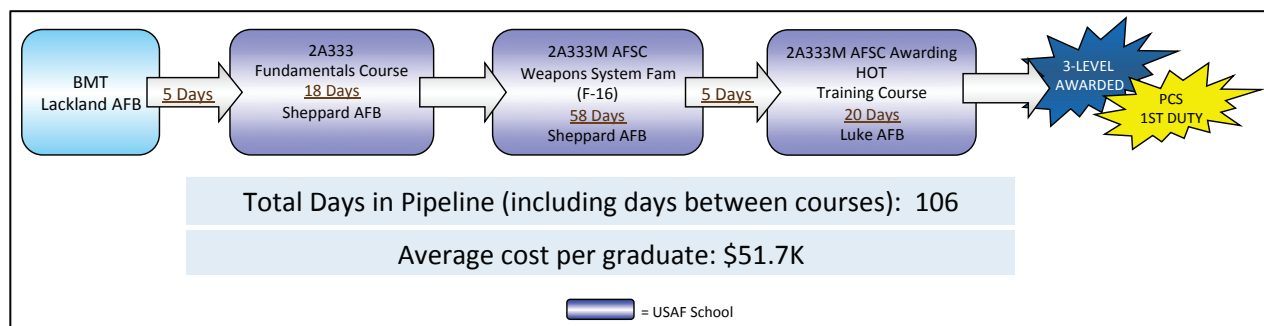 BMT
Lackland AFB
5 Days
2A333
Fundamentals Course
18 Days
Sheppard AFB
2A333M AFSC
Weapons System Fam
(F-16)
58 Days
Sheppard AFB
5 Days
2A333M AFSC Awarding
HOT
Training Course
20 Days
Luke AFB
3-LEVEL
AWARDED
PCS
1ST DUTY
Total Days in Pipeline (including days between courses): 106
Average cost per graduate: $51.7K
= USAF School